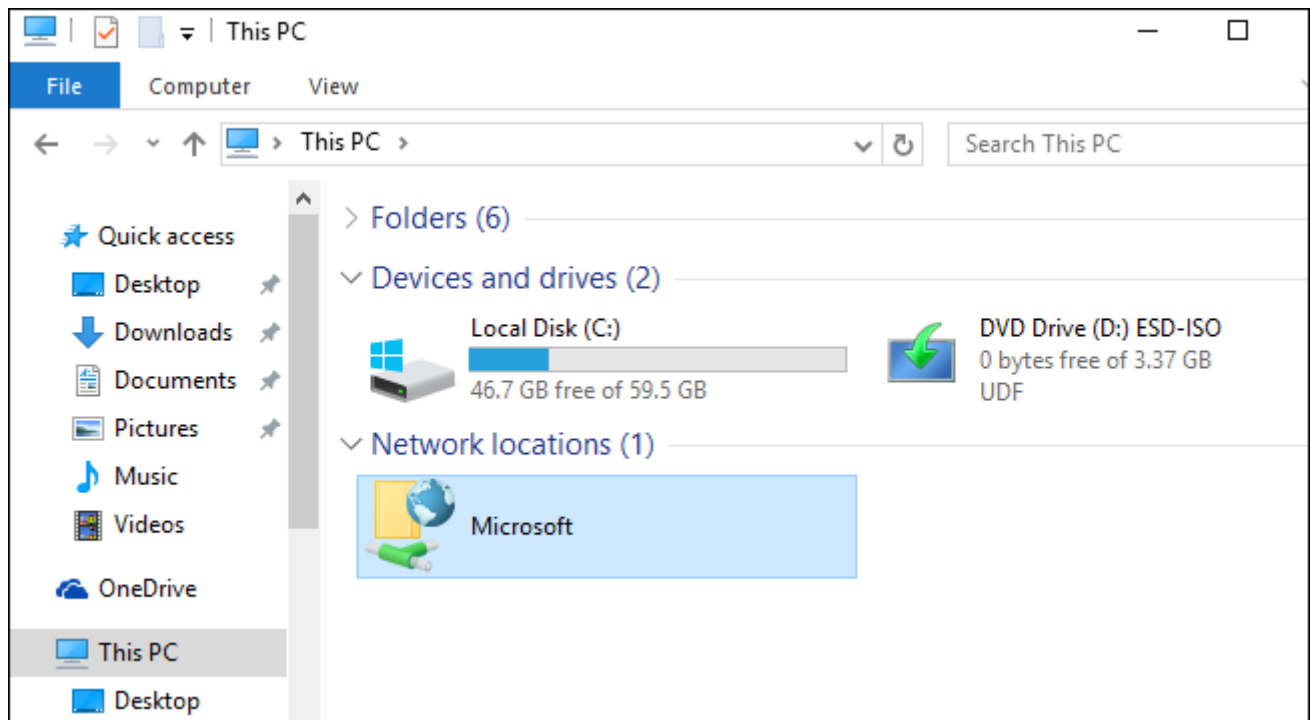 This PC
File Computer View
This PC
Search This PC
Quick access
Desktop
Downloads
Documents
Pictures
Music
Videos
OneDrive
This PC
Desktop
Folders (6)
Devices and drives (2)
Local Disk (C:)
46.7 GB free of 59.5 GB
DVD Drive (D:) ESD-ISO
0 bytes free of 3.37 GB
UDF
Network locations (1)
Microsoft